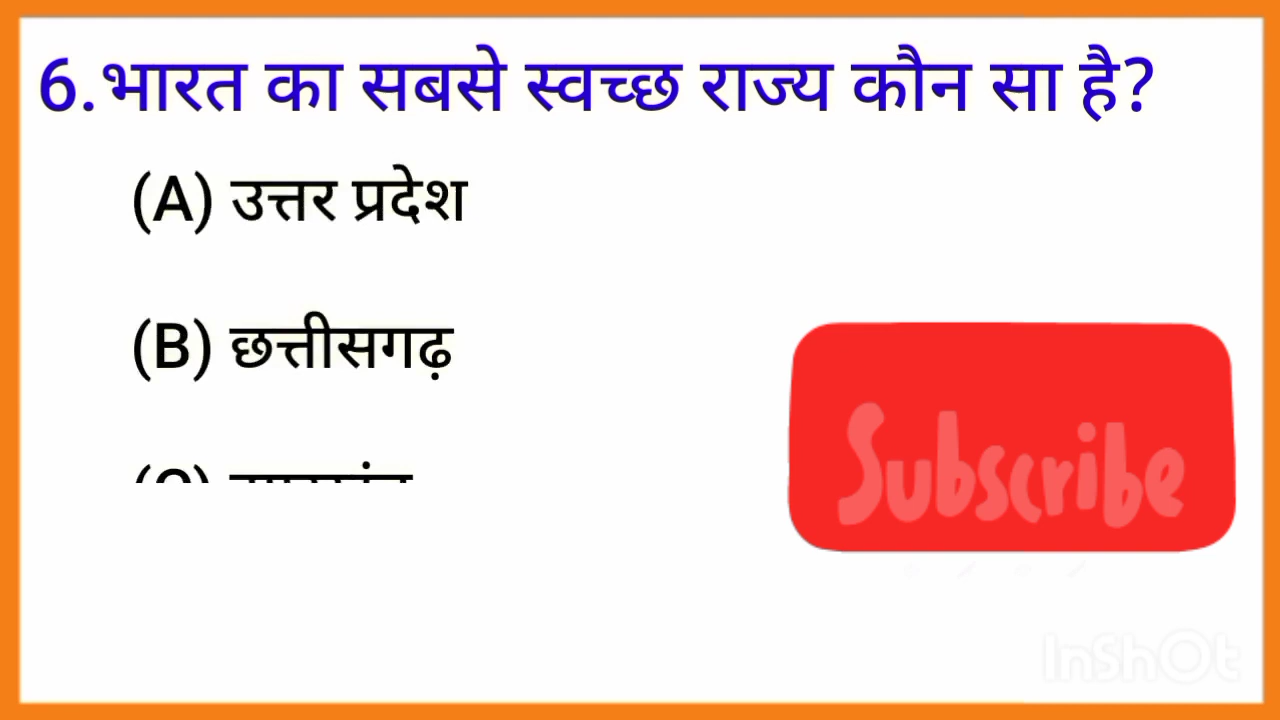 6.भारत का सबसे स्वच्छ राज्य कौन सा है?
(A) उत्तर प्रदेश
(B) छत्तीसगढ़
Subscribe
InShOt